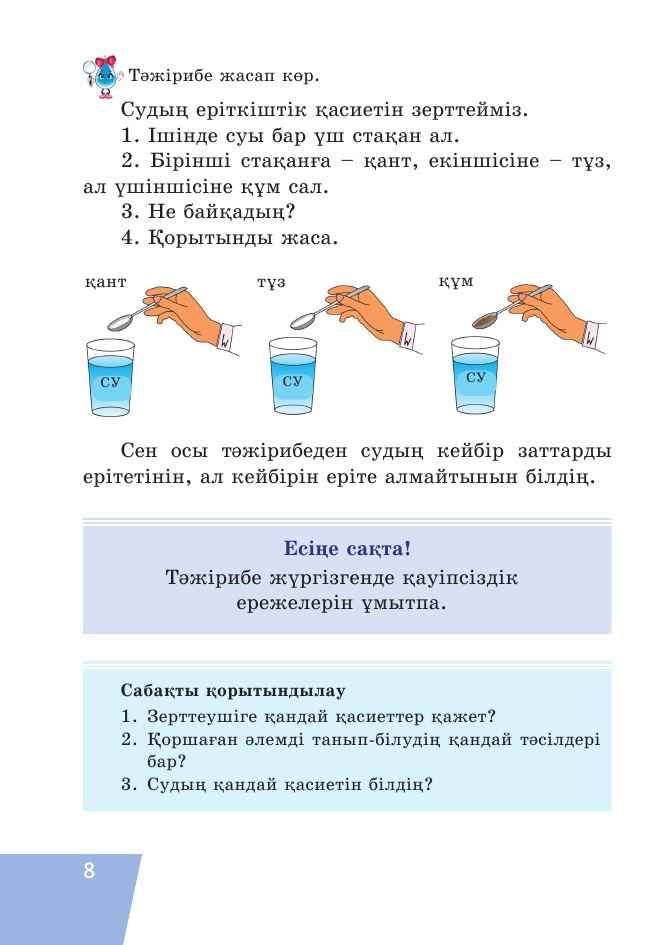 Тәжірибе жасап көр.
Судың еріткіштік қасиетін зерттейміз.
1. Ішінде суы бар үш стақан ал.
2. Бірінші стақанға – қант, екіншісіне – тұз,
ал үшіншісіне құм сал.
3. Не байқадың?
4. Қорытынды жаса.
қант тұз құм
СУ СУ СУ
Сен осы тәжірибеден судың кейбір заттарды
ерітетінін, ал кейбірін еріте алмайтынын білдің.
Есіңе сақта!
Тәжірибе жүргізгенде қауіпсіздік
ережелерін ұмытпа.
Сабақты қорытындылау
1. Зерттеушіге қандай қасиеттер қажет?
2. Қоршаған әлемді танып-білудің қандай тәсілдері
бар?
3. Судың қандай қасиетін білдің?
8